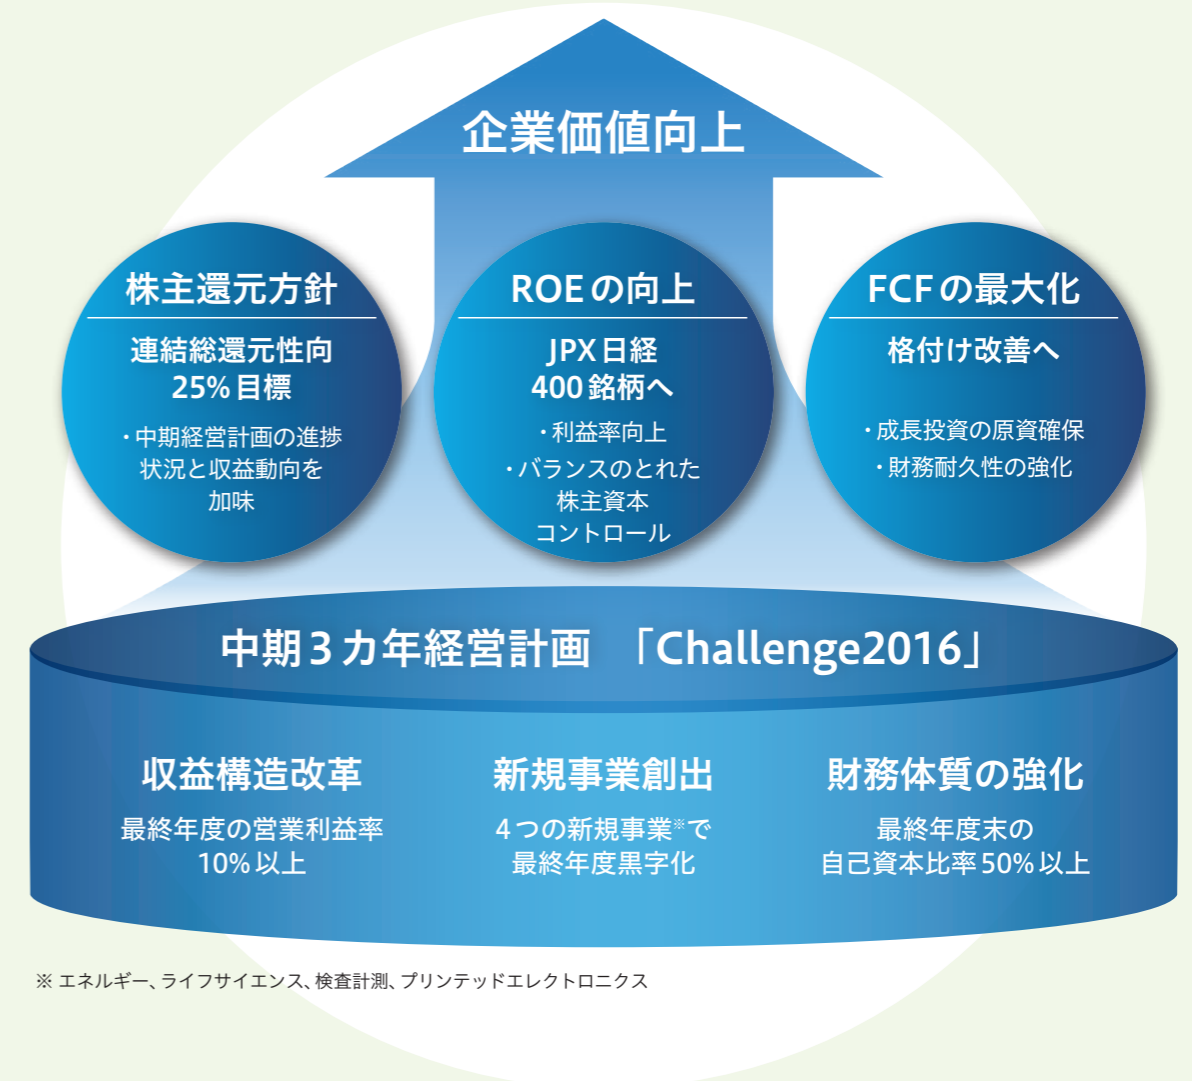 企業価値向上
株主還元方針
連結総還元性向
25%目標
・中期経営計画の進捗
状況と収益動向を
加味
ROEの向上
JPX日経
400銘柄へ
・利益率向上
・バランスのとれた
株主資本
コントロール
FCFの最大化
格付け改善へ
・成長投資の原資確保
・財務耐久性の強化
中期3カ年経営計画 「Challenge2016」
収益構造改革
最終年度の営業利益率
10%以上
新規事業創出
4つの新規事業※で
最終年度黒字化
財務体質の強化
最終年度末の
自己資本比率50%以上
※ エネルギー、ライフサイエンス、検査計測、プリンテッドエレクトロニクス